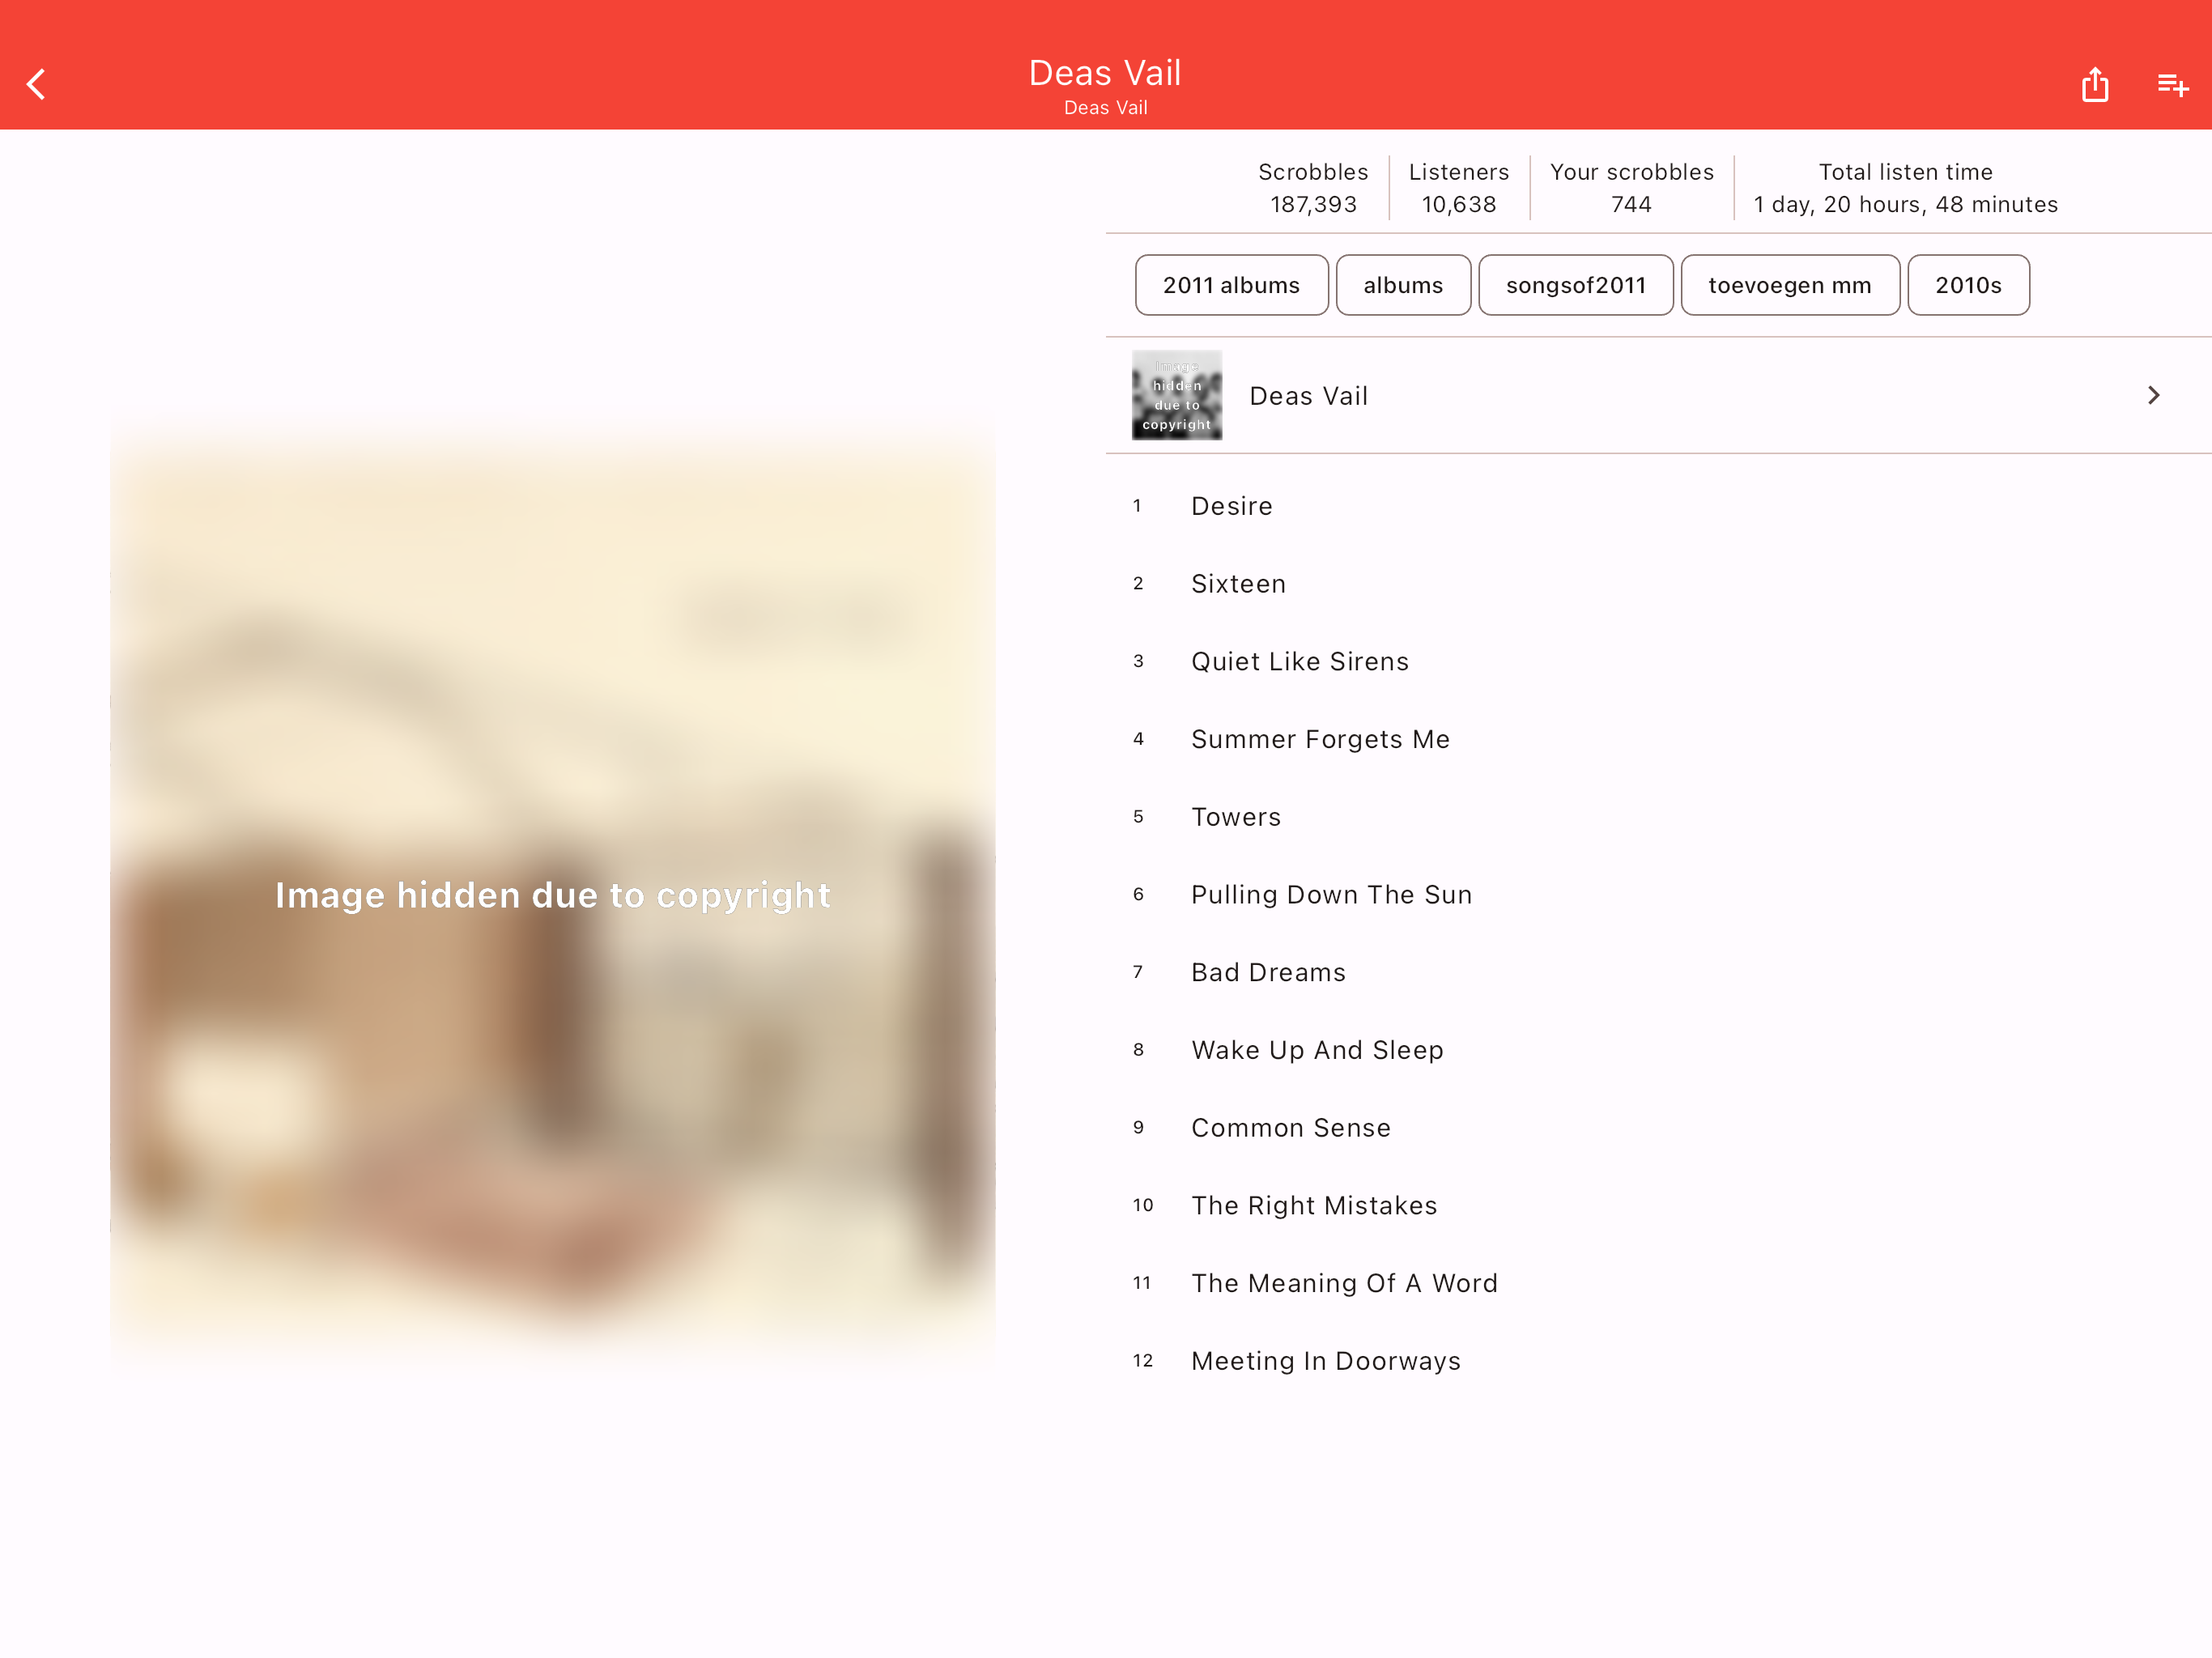 Deas Vail
Deas Vail
Scrobbles
187,393
Listeners
10,638
Your scrobbles
744
Total listen time
1 day, 20 hours, 48 minutes
2011 albums
albums
songsof2011
toevoegen mm
2010s
Image
hidden
due to
copyright
Deas Vail
Image hidden due to copyright
1 Desire
2 Sixteen
3 Quiet Like Sirens
4 Summer Forgets Me
5 Towers
6 Pulling Down The Sun
7 Bad Dreams
8 Wake Up And Sleep
9 Common Sense
10 The Right Mistakes
11 The Meaning Of A Word
12 Meeting In Doorways